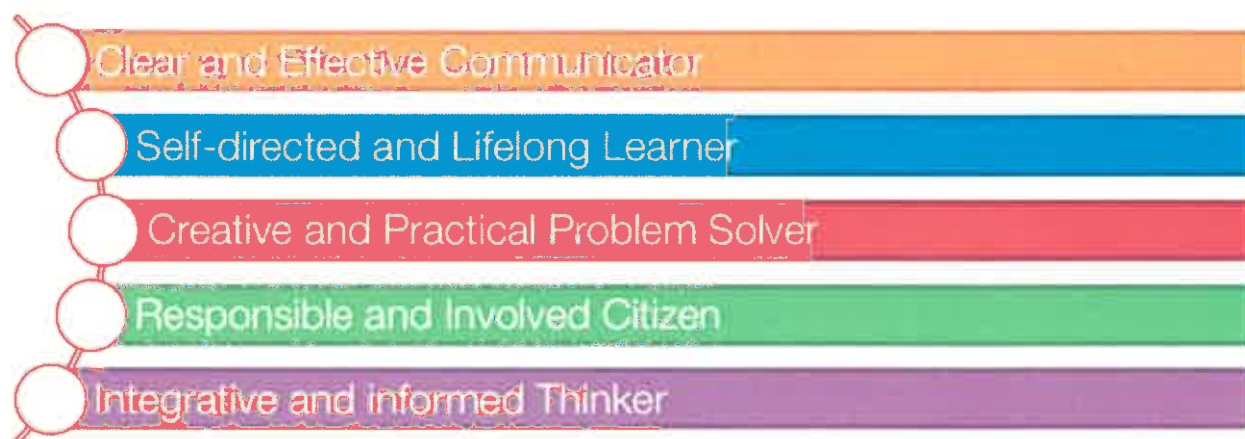 Clear and Effective Communicator
Self-directed and Lifelong Learner
Creative and Practical Problem Solver
Responsible and Involved Citizen
Integrative and informed Thinker